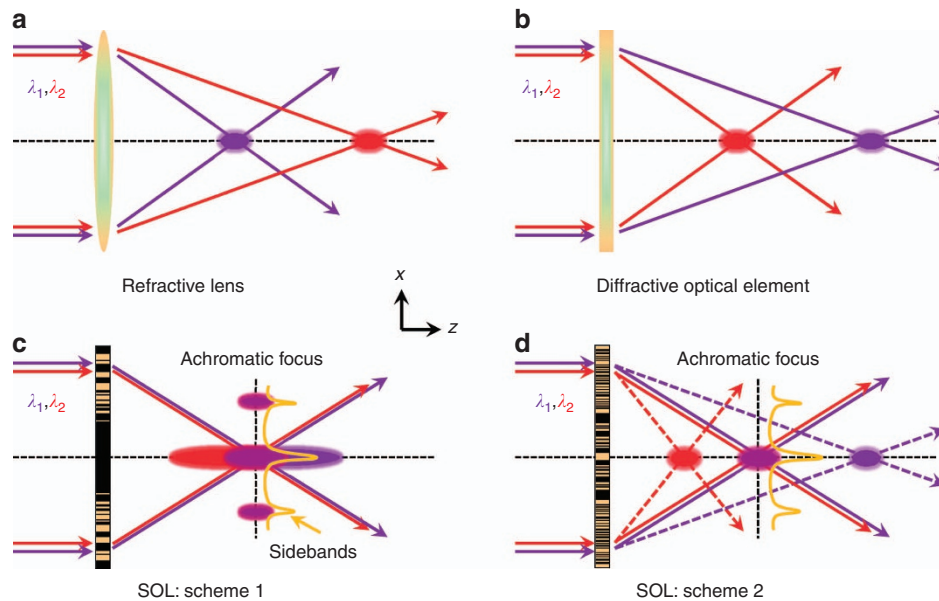 a
b
λ₁,λ₂
λ₁,λ₂
Refractive lens
x
z
Diffractive optical element
c
d
Achromatic focus
Achromatic focus
λ₁,λ₂
λ₁,λ₂
Sidebands
SOL: scheme 1
SOL: scheme 2